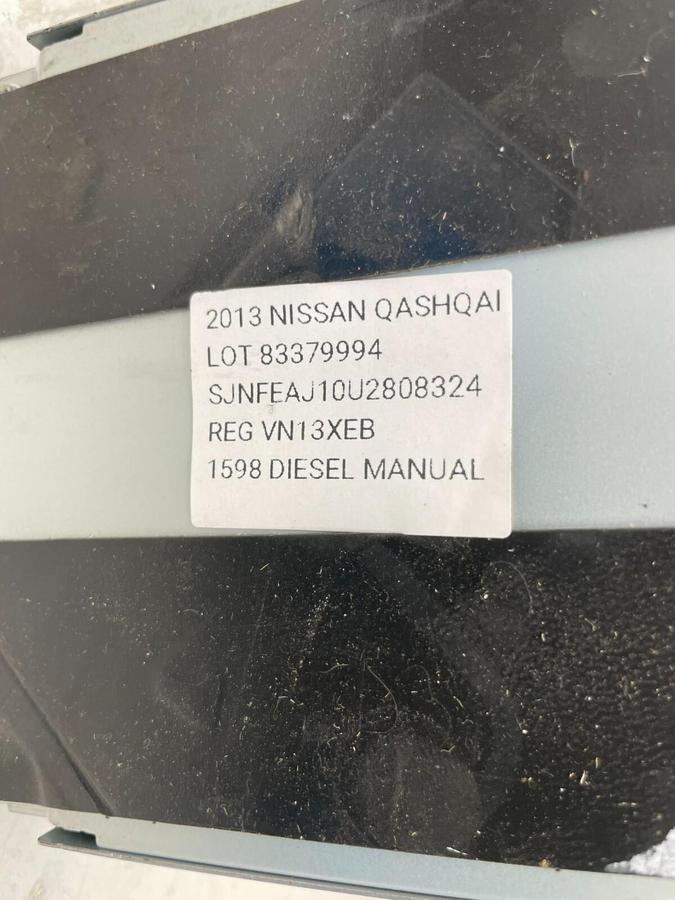 2013 NISSAN QASHQAI
LOT 83379994
SJNFEAJ10U2808324
REG VN13XEB
1598 DIESEL MANUAL